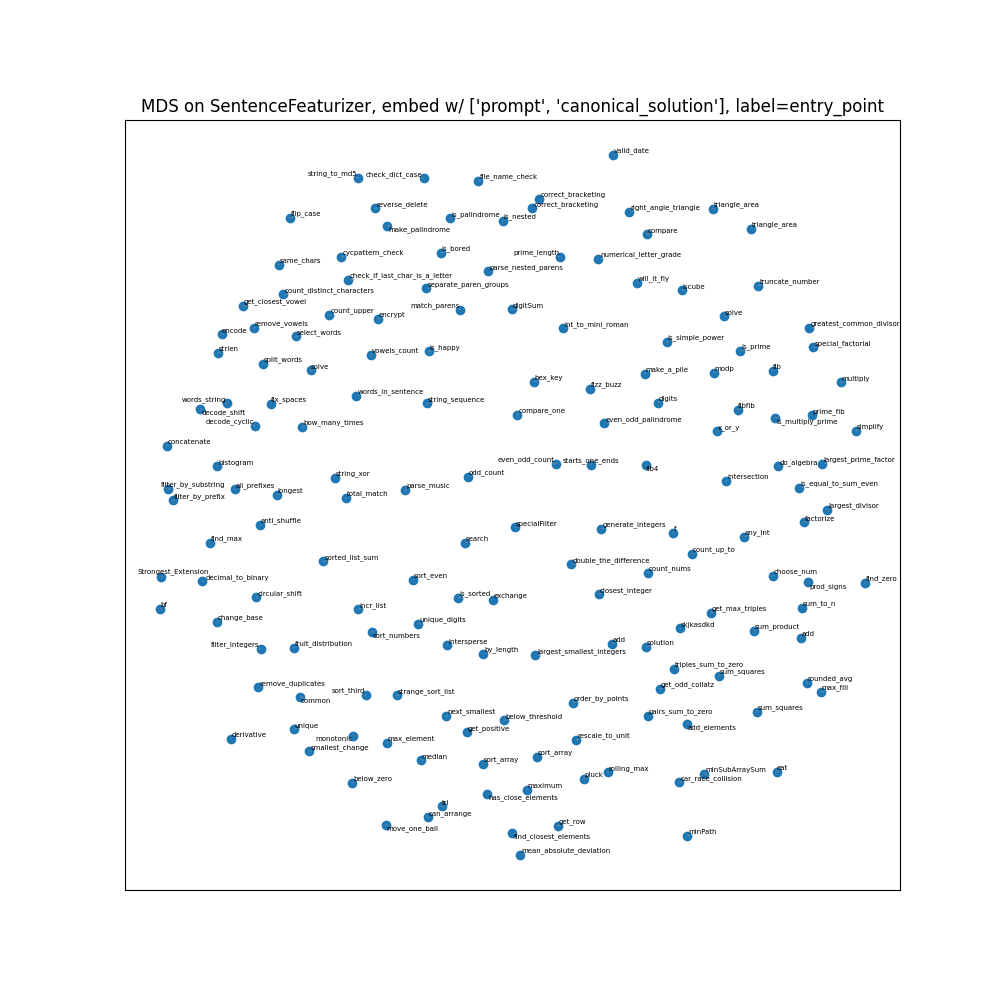 MDS on SentenceFeaturizer, embed w/ ['prompt', 'canonical_solution'], label=entry_point
valid_date
string_to_md5
check_dict_case
file_name_check
correct_bracketing
correct_bracketing
reverse_delete
right_angle_triangle
triangle_area
flip_case
is_palindrome
is_nested
make_palindrome
compare
triangle_area
cycpattern_check
is_bored
prime_length
numerical_letter_grade
same_chars
parse_nested_parens
check_if_last_char_is_a_letter
will_it_fly
truncate_number
separate_paren_groups
iscube
count_distinct_characters
get_closest_vowel
match_parens
digitSum
count_upper
encrypt
solve
remove_vowels
int_to_mini_roman
greatest_common_divisor
encode
select_words
is_simple_power
special_factorial
strlen
vowels_count
is_happy
is_prime
split_words
solve
make_a_pile
modp
fib
hex_key
fizz_buzz
multiply
words_string
fix_spaces
words_in_sentence
string_sequence
digits
decode_shift
compare_one
fibfib
prime_fib
decode_cyclic
how_many_times
even_odd_palindrome
is_multiply_prime
x_or_y
simplify
concatenate
histogram
even_odd_count
starts_one_ends
fib4
do_algebra
largest_prime_factor
string_xor
odd_count
intersection
filter_by_substring
all_prefixes
longest
parse_music
is_equal_to_sum_even
filter_by_prefix
total_match
largest_divisor
anti_shuffle
specialFilter
generate_integers
f
factorize
find_max
search
any_int
count_up_to
sorted_list_sum
double_the_difference
Strongest_Extension
decimal_to_binary
sort_even
count_nums
choose_num
prod_signs
find_zero
circular_shift
is_sorted
exchange
closest_integer
bf
incr_list
get_max_triples
sum_to_n
change_base
unique_digits
skjkasdkd
sum_product
sort_numbers
add
filter_integers
fruit_distribution
intersperse
by_length
largest_smallest_integers
add
solution
triples_sum_to_zero
sum_squares
remove_duplicates
common
sort_third
strange_sort_list
get_odd_collatz
rounded_avg
max_fill
order_by_points
next_smallest
below_threshold
pairs_sum_to_zero
sum_squares
unique
get_positive
add_elements
derivative
monotonic
max_element
rescale_to_unit
smallest_change
median
sort_array
sort_array
below_zero
pluck
rolling_max
car_race_collision
minSubArraySum
eat
has_close_elements
maximum
tri
can_arrange
move_one_ball
find_closest_elements
get_row
minPath
mean_absolute_deviation